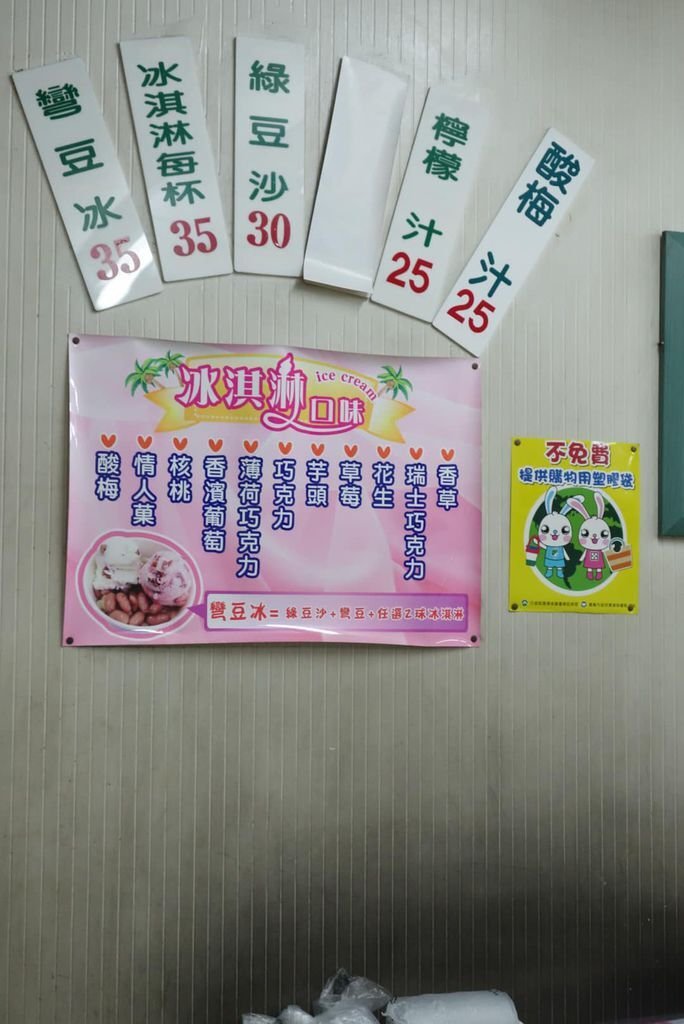 彎豆冰 35
冰淇淋每杯 35
綠豆沙 30
檸檬汁 25
酸梅汁 25
冰淇淋口味
ice cream
酸梅
情人菓
核桃
香濱葡萄
薄荷巧克力
巧克力
芋頭
草莓
花生
瑞士巧克力
香草
彎豆冰=綠豆沙+彎豆+任選2球冰淇淋
不免費
提供購物用塑膠袋